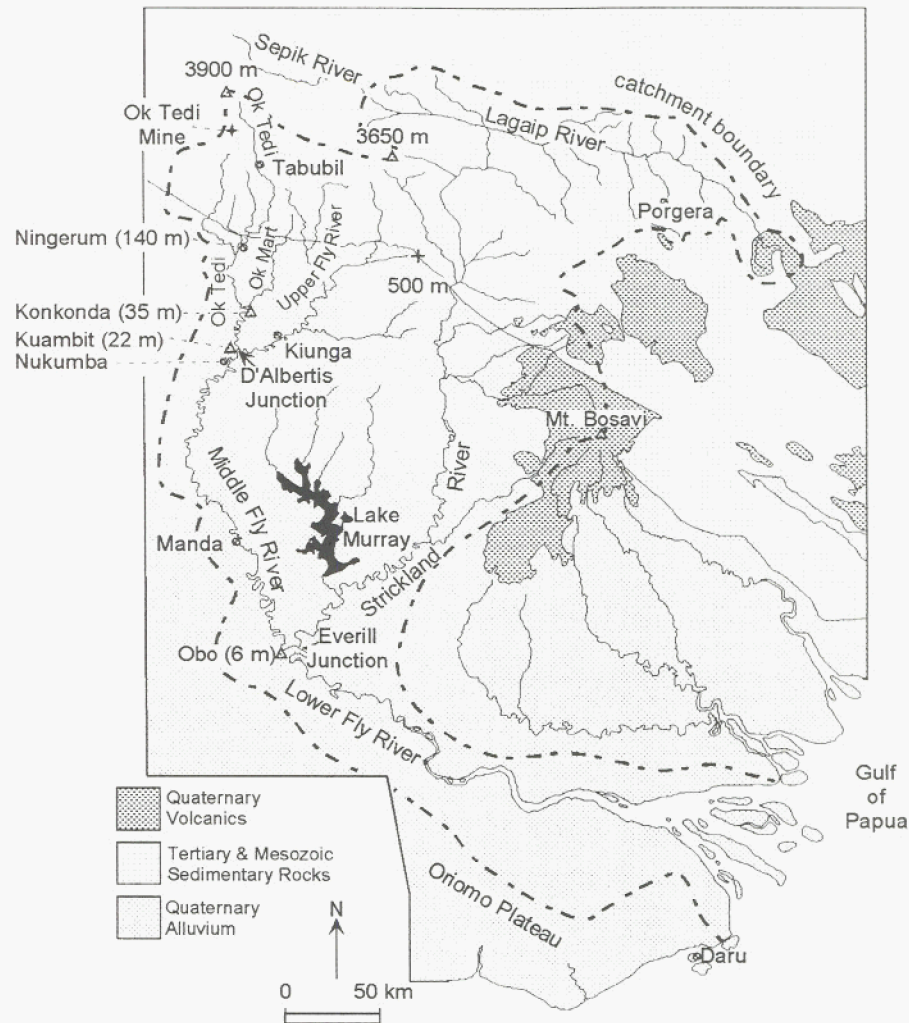 Sepik River
3900 m
catchment boundary
Ok Tedi
Mine
Ok Tedi
3650 m
Lagaip River
Tabubil
Porgera
Ningerum (140 m)
Ok Tedi
Ok Mart
Upper Fly River
500 m
Konkonda (35 m)
Kuambit (22 m)
Nukumba
Kiunga
D'Albertis
Junction
Mt. Bosavi
Middle Fly River
River
Lake
Murray
Manda
Strickland
Everill
Junction
Obo (6 m)
Lower Fly River
Gulf
of
Papua
Quaternary
Volcanics
Tertiary & Mesozoic
Sedimentary Rocks
Quaternary
Alluvium
N
Oriomo Plateau
Daru
0 50 km